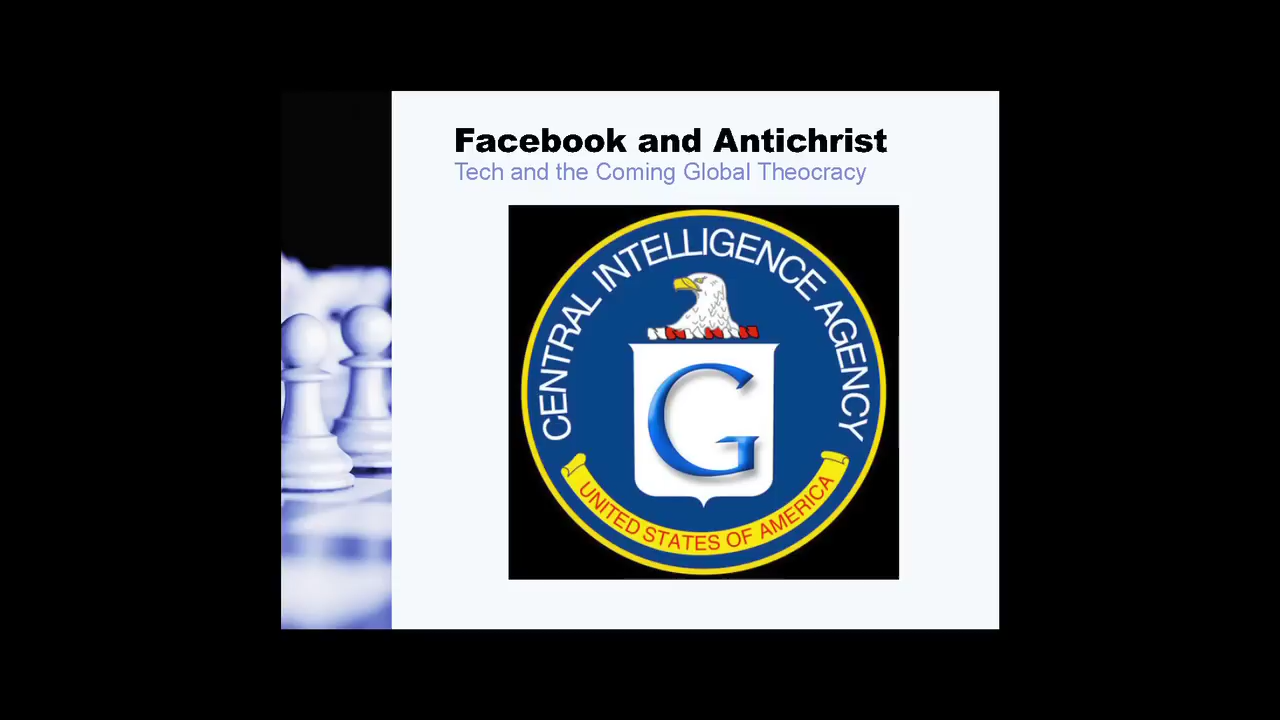 Facebook and Antichrist
Tech and the Coming Global Theocracy
CENTRAL INTELLIGENCE AGENCY
G
UNITED STATES OF AMERICA